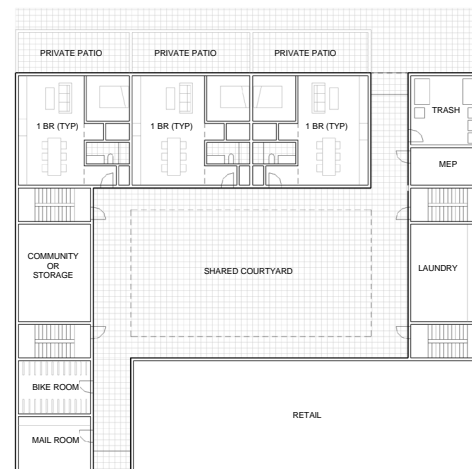 PRIVATE PATIO
PRIVATE PATIO
PRIVATE PATIO
TRASH
1 BR (TYP)
1 BR (TYP)
1 BR (TYP)
MEP
COMMUNITY
OR
STORAGE
SHARED COURTYARD
LAUNDRY
BIKE ROOM
RETAIL
MAIL ROOM